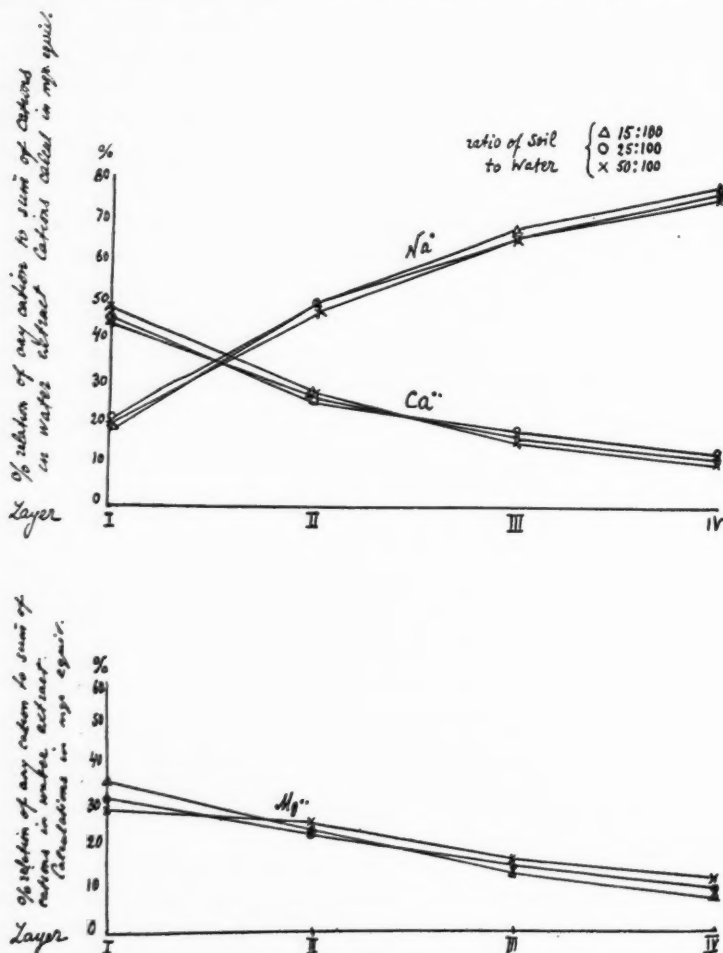 % relation of any cation to sum of cations
in water extract Cations calcul in mgr. equiv.
ratio of Soil
to Water
△ 15:100
○ 25:100
× 50:100
%
80
70
60
50
40
30
20
10
0
Na˙
Ca˙˙
Layer
I
II
III
IV
% relation of any cation to sum of
cations in water extract.
Calculations in mgr equiv.
%
60
50
40
30
20
10
0
Mg˙˙
Layer
I
II
III
IV